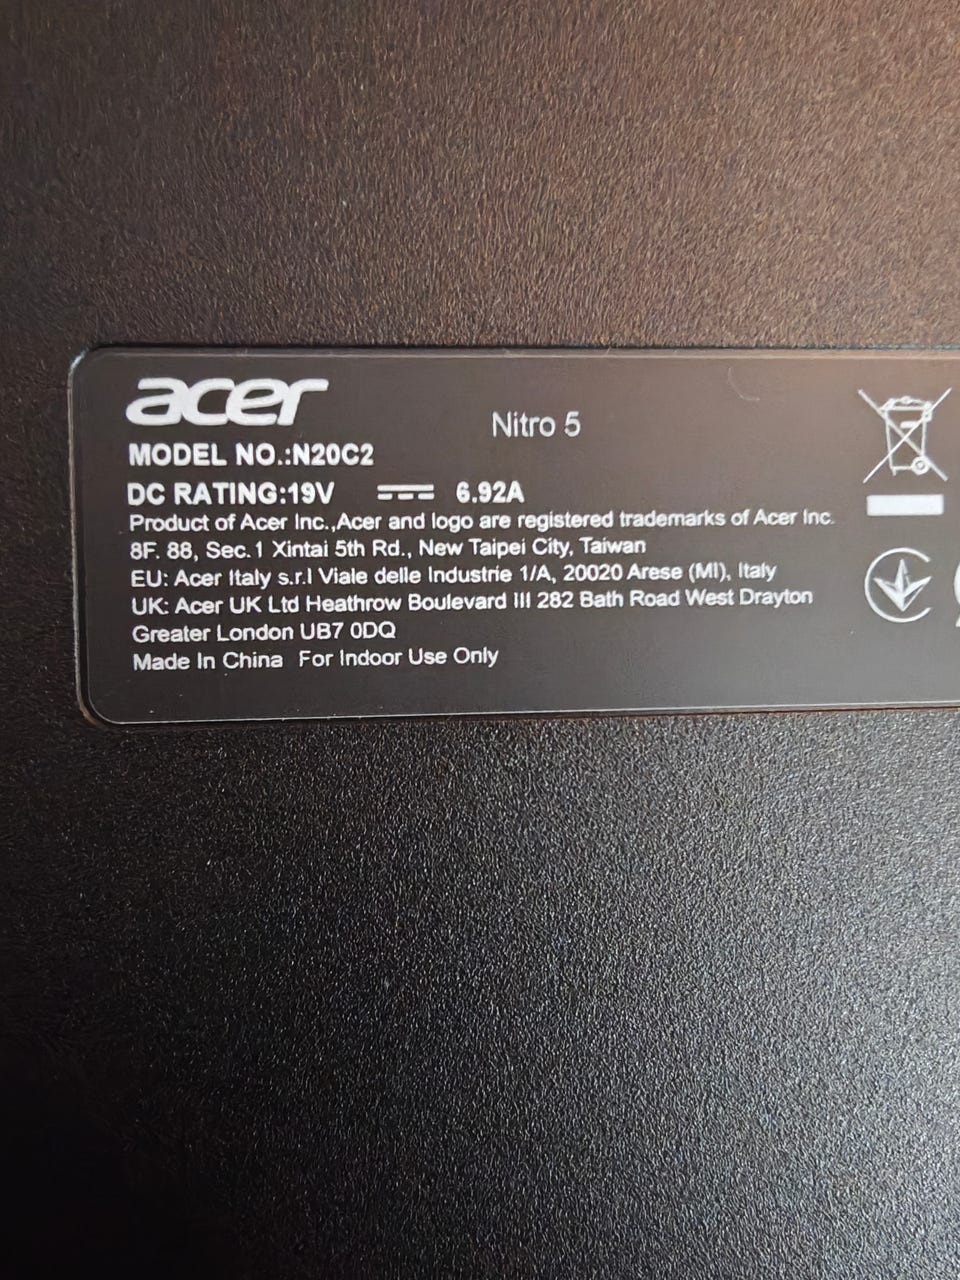 acer
Nitro 5
MODEL NO.:N20C2
DC RATING:19V 6.92A
Product of Acer Inc.,Acer and logo are registered trademarks of Acer Inc.
8F. 88, Sec.1 Xintai 5th Rd., New Taipei City, Taiwan
EU: Acer Italy s.r.l Viale delle Industrie 1/A, 20020 Arese (MI), Italy
UK: Acer UK Ltd Heathrow Boulevard III 282 Bath Road West Drayton
Greater London UB7 0DQ
Made In China For Indoor Use Only